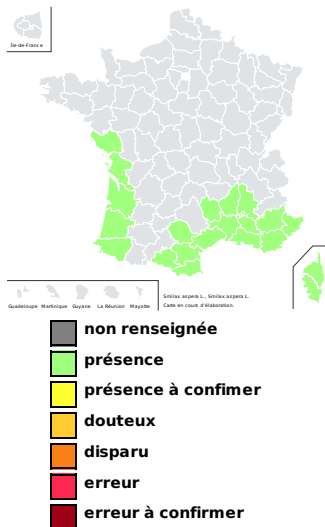 Île-de-France
Guadeloupe Martinique Guyane La Réunion Mayotte
Smilax aspera L., Smilax aspera L.
Carte en cours d'élaboration.
non renseignée
présence
présence à confimer
douteux
disparu
erreur
erreur à confirmer